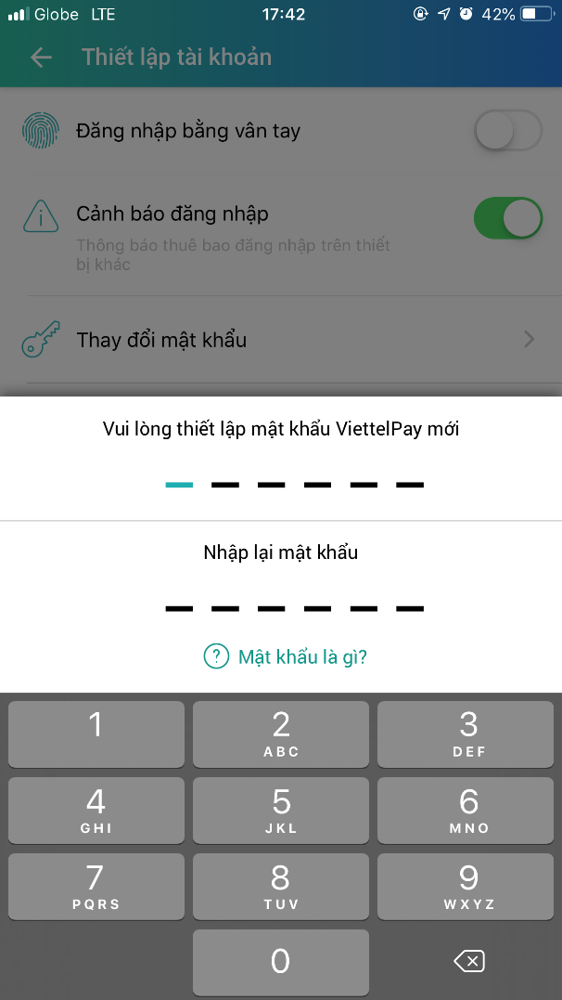 Globe LTE 17:42 42%
Thiết lập tài khoản
Đăng nhập bằng vân tay
Cảnh báo đăng nhập
Thông báo thuê bao đăng nhập trên thiết
bị khác
Thay đổi mật khẩu
Vui lòng thiết lập mật khẩu ViettelPay mới
Nhập lại mật khẩu
? Mật khẩu là gì?
1 2 3
ABC DEF
4 5 6
GHI JKL MNO
7 8 9
PQRS TUV WXYZ
0